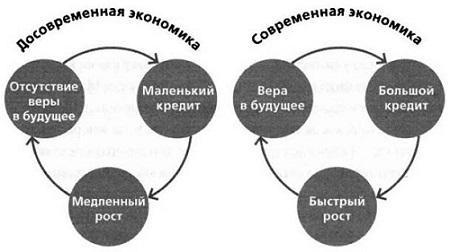 Досовременная экономика
Отсутствие
веры
в будущее
Маленький
кредит
Медленный
рост
Современная экономика
Вера
в будущее
Большой
кредит
Быстрый
рост